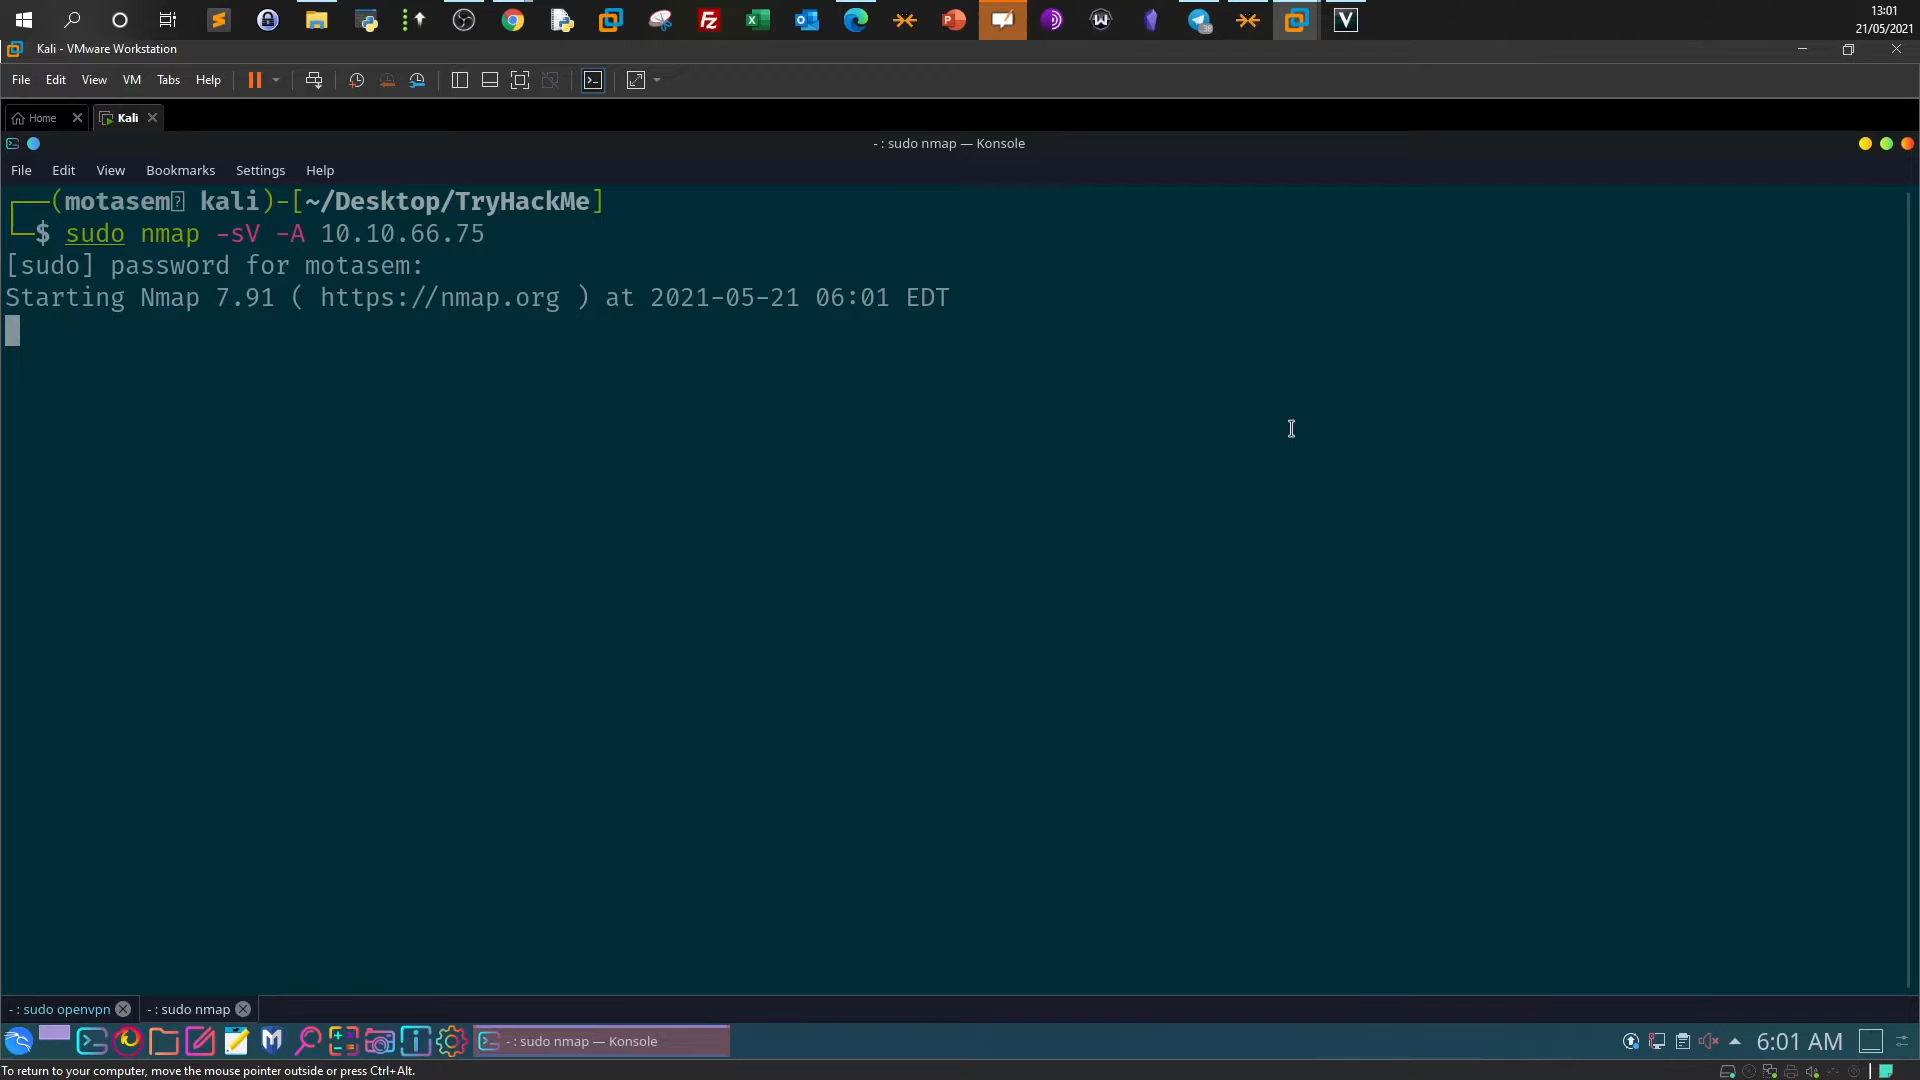 13:01
21/05/2021
Kali - VMware Workstation
File Edit View VM Tabs Help
Home Kali
- : sudo nmap — Konsole
File Edit View Bookmarks Settings Help
(motasem kali)-[~/Desktop/TryHackMe]
$ sudo nmap -sV -A 10.10.66.75
[sudo] password for motasem:
Starting Nmap 7.91 ( https://nmap.org ) at 2021-05-21 06:01 EDT
- : sudo openvpn - : sudo nmap
- : sudo nmap — Konsole 6:01 AM
To return to your computer, move the mouse pointer outside or press Ctrl+Alt.